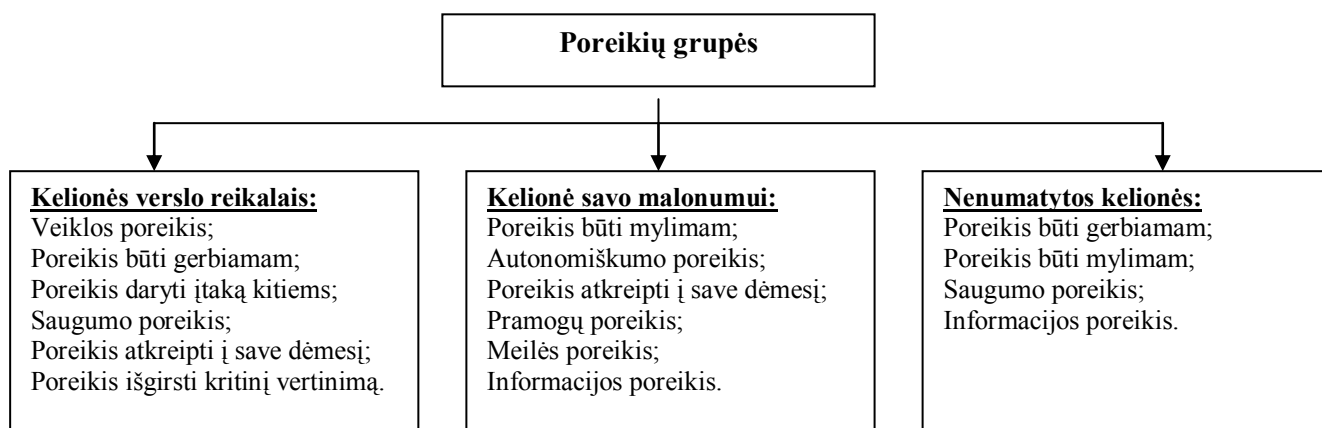 Poreikių grupės
Kelionės verslo reikalais:
Veiklos poreikis;
Poreikis būti gerbiamam;
Poreikis daryti įtaką kitiems;
Saugumo poreikis;
Poreikis atkreipti į save dėmesį;
Poreikis išgirsti kritinį vertinimą.
Kelionė savo malonumui:
Poreikis būti mylimam;
Autonomiškumo poreikis;
Poreikis atkreipti į save dėmesį;
Pramogų poreikis;
Meilės poreikis;
Informacijos poreikis.
Nenumatytos kelionės:
Poreikis būti gerbiamam;
Poreikis būti mylimam;
Saugumo poreikis;
Informacijos poreikis.